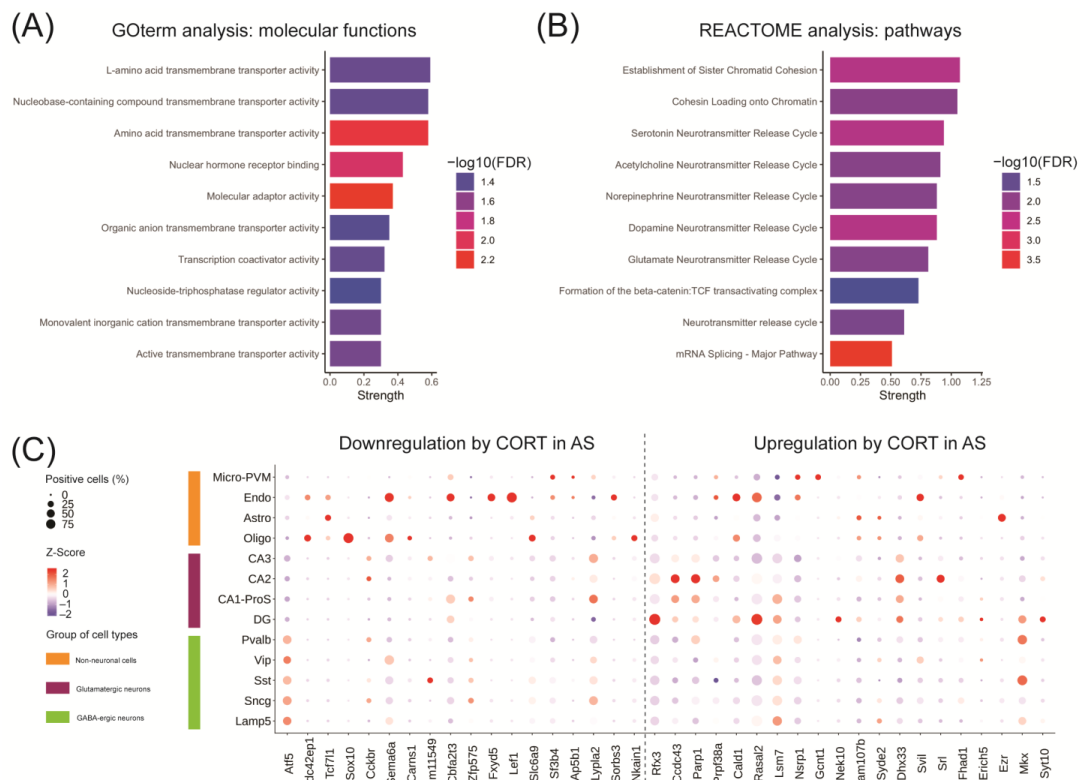 (A)
GOterm analysis: molecular functions
L-amino acid transmembrane transporter activity
Nucleobase-containing compound transmembrane transporter activity
Amino acid transmembrane transporter activity
Nuclear hormone receptor binding
Molecular adaptor activity
Organic anion transmembrane transporter activity
Transcription coactivator activity
Nucleoside-triphosphatase regulator activity
Monovalent inorganic cation transmembrane transporter activity
Active transmembrane transporter activity
0.0 0.2 0.4 0.6
Strength
−log10(FDR)
1.4
1.6
1.8
2.0
2.2
(B)
REACTOME analysis: pathways
Establishment of Sister Chromatid Cohesion
Cohesin Loading onto Chromatin
Serotonin Neurotransmitter Release Cycle
Acetylcholine Neurotransmitter Release Cycle
Norepinephrine Neurotransmitter Release Cycle
Dopamine Neurotransmitter Release Cycle
Glutamate Neurotransmitter Release Cycle
Formation of the beta-catenin:TCF transactivating complex
Neurotransmitter release cycle
mRNA Splicing - Major Pathway
0.00 0.25 0.50 0.75 1.00 1.25
Strength
−log10(FDR)
1.5
2.0
2.5
3.0
3.5
(C)
Downregulation by CORT in AS
Upregulation by CORT in AS
Positive cells (%)
0
25
50
75
Z-Score
2
1
0
−1
−2
Group of cell types
Non-neuronal cells
Glutamatergic neurons
GABA-ergic neurons
Micro-PVM
Endo
Astro
Oligo
CA3
CA2
CA1-ProS
DG
Pvalb
Vip
Sst
Sncg
Lamp5
Atf5
dc42ep1
Tcf7l1
Sox10
Cckbr
Sema6a
Carns1
m11549
Cbfa2t3
Zfp575
Fxyd5
Lef1
Slc6a9
Sf3b4
Ap5b1
Lypla2
Sorbs3
Nkain1
Rfx3
Ccdc43
Parp1
Prpf38a
Cald1
Rasal2
Lsm7
Nsrp1
Gcnt1
Nek10
am107b
Syde2
Dhx33
Svil
Srl
Fhad1
Erich5
Mkx
Syt10